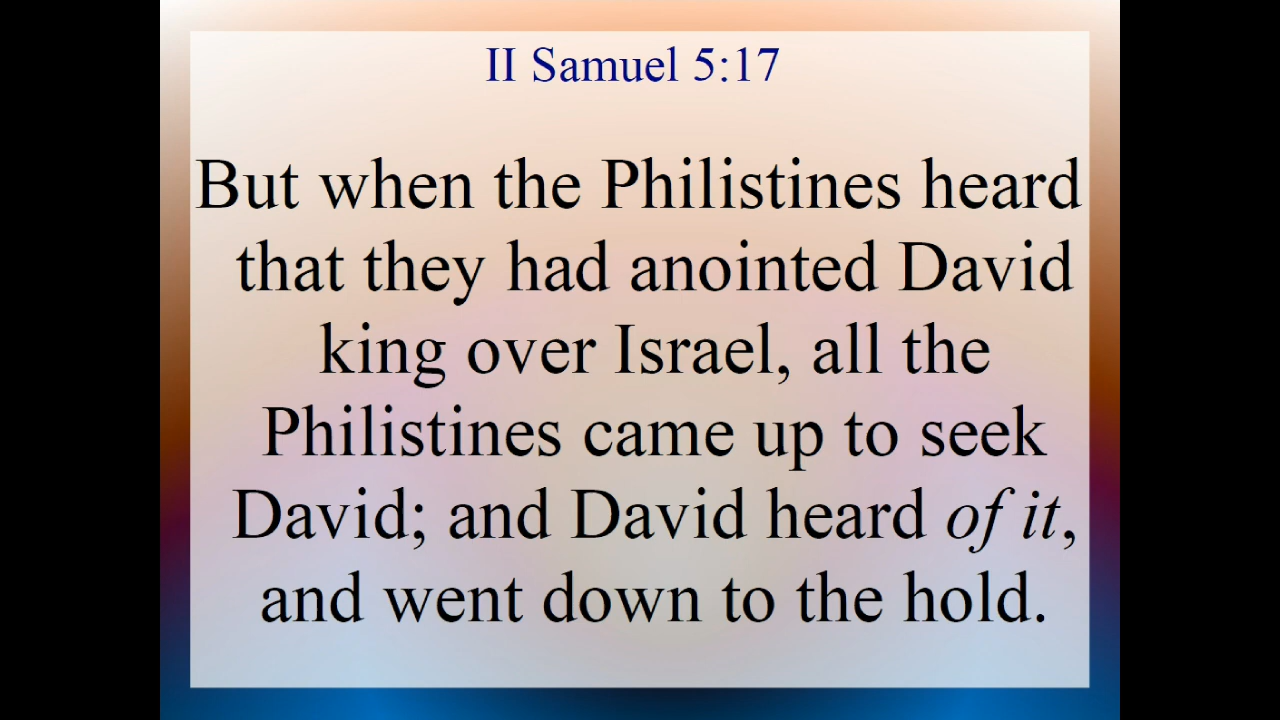 II Samuel 5:17
But when the Philistines heard
that they had anointed David
king over Israel, all the
Philistines came up to seek
David; and David heard of it,
and went down to the hold.